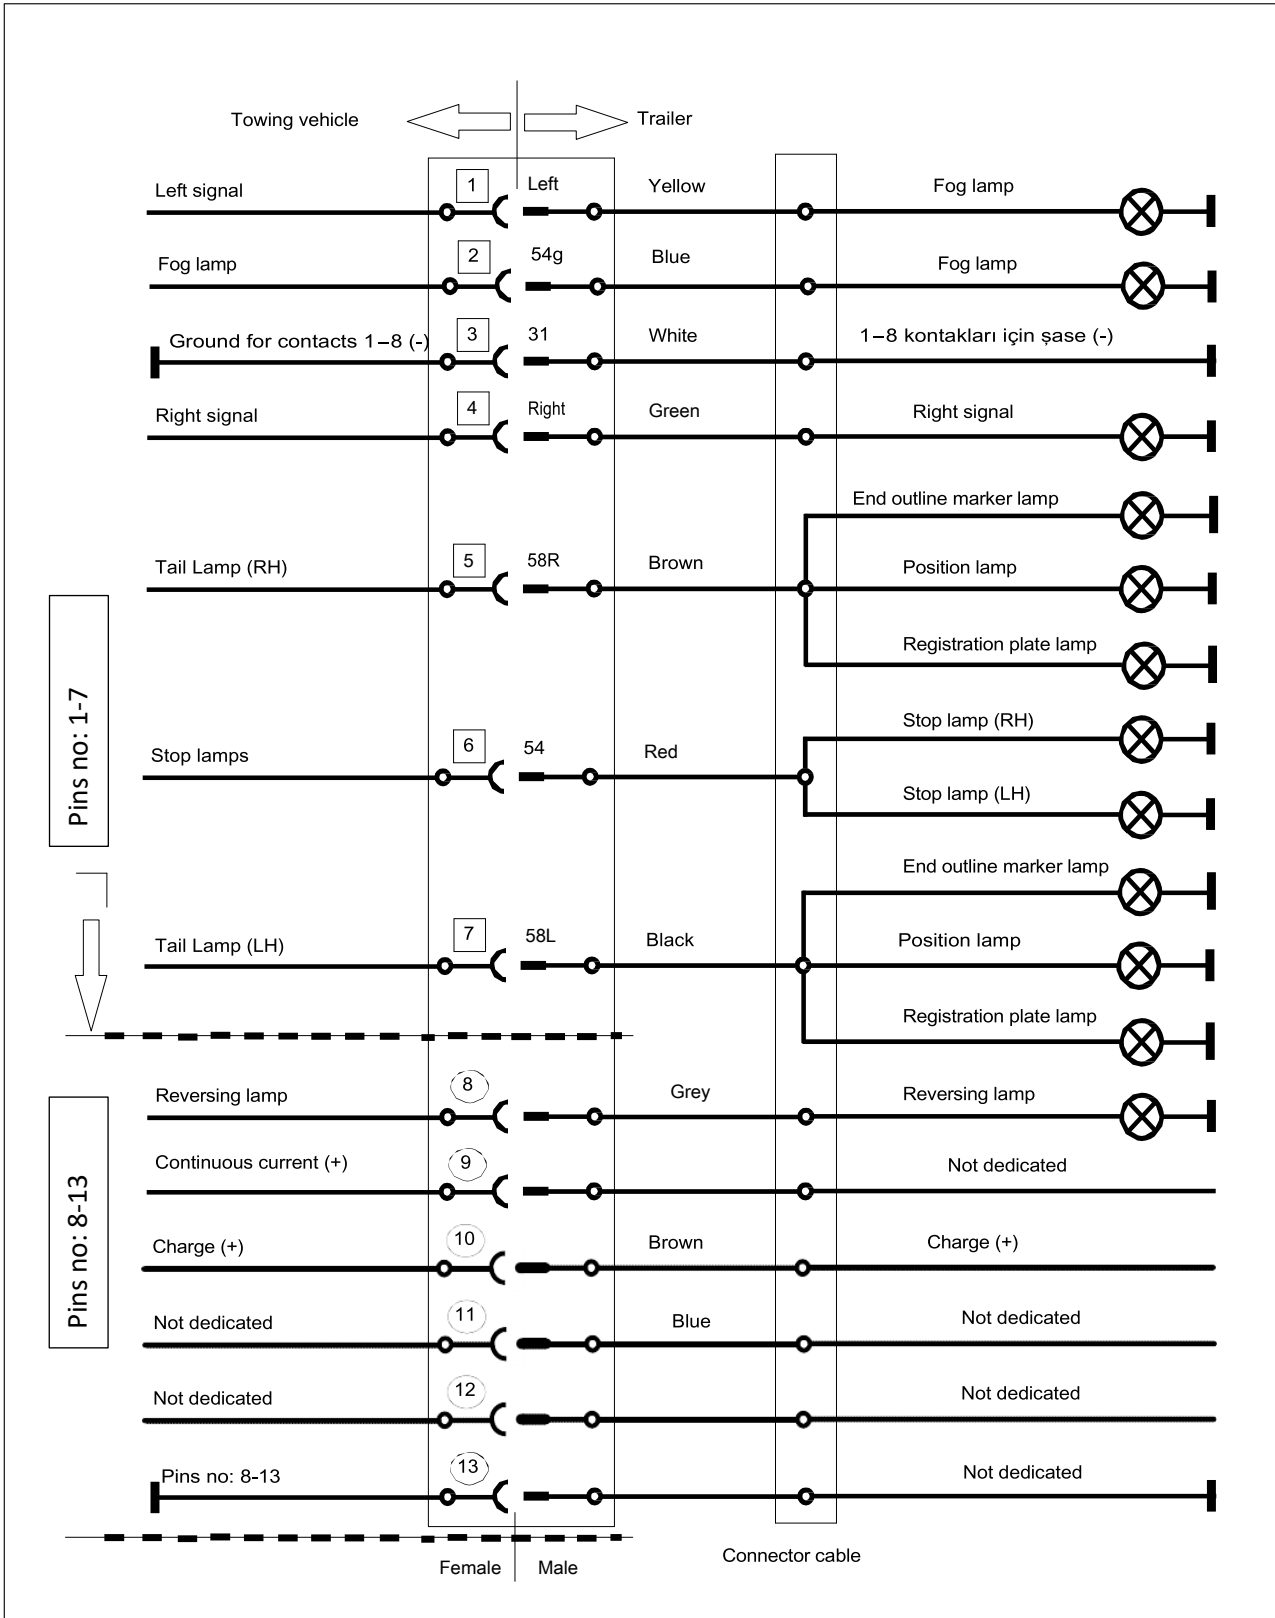 Towing vehicle
Trailer
Left signal
1
Left
Yellow
Fog lamp
Fog lamp
2
54g
Blue
Fog lamp
Ground for contacts 1–8 (-)
3
31
White
1–8 kontakları için şase (-)
Right signal
4
Right
Green
Right signal
End outline marker lamp
Tail Lamp (RH)
5
58R
Brown
Position lamp
Registration plate lamp
Pins no: 1-7
Stop lamp (RH)
Stop lamps
6
54
Red
Stop lamp (LH)
End outline marker lamp
Tail Lamp (LH)
7
58L
Black
Position lamp
Registration plate lamp
Pins no: 8-13
Reversing lamp
8
Grey
Reversing lamp
Continuous current (+)
9
Not dedicated
Charge (+)
10
Brown
Charge (+)
Not dedicated
11
Blue
Not dedicated
Not dedicated
12
Not dedicated
Pins no: 8-13
13
Not dedicated
Female
Male
Connector cable